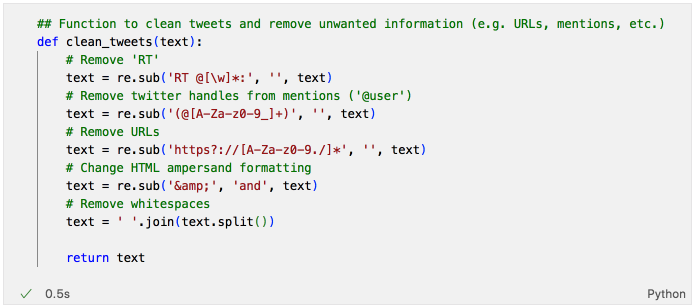 ## Function to clean tweets and remove unwanted information (e.g. URLs, mentions, etc.)
def clean_tweets(text):
    # Remove 'RT'
    text = re.sub('RT @[\w]*:', '', text)
    # Remove twitter handles from mentions ('@user')
    text = re.sub('(@[A-Za-z0-9_]+)', '', text)
    # Remove URLs
    text = re.sub('https?://[A-Za-z0-9./]*', '', text)
    # Change HTML ampersand formatting
    text = re.sub('&amp;', 'and', text)
    # Remove whitespaces
    text = ' '.join(text.split())
    return text
0.5s Python